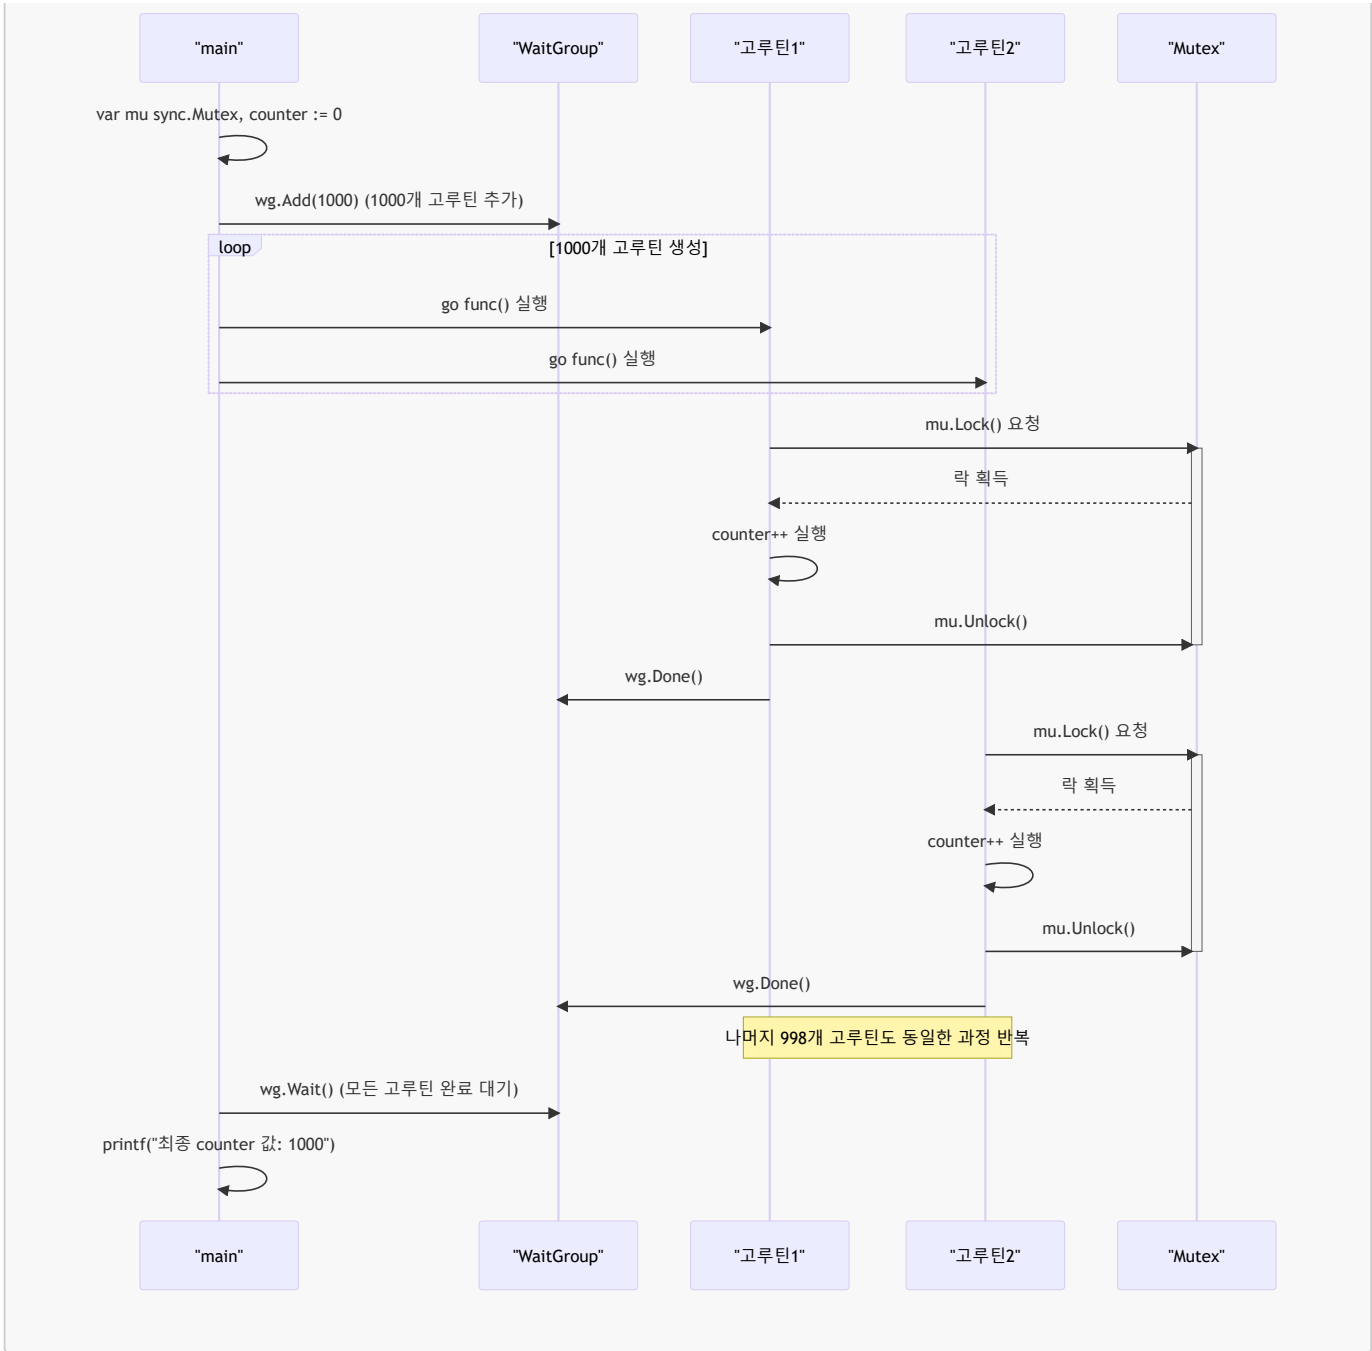 "main"
"WaitGroup"
"고루틴1"
"고루틴2"
"Mutex"
var mu sync.Mutex, counter := 0
wg.Add(1000) (1000개 고루틴 추가)
loop
[1000개 고루틴 생성]
go func() 실행
go func() 실행
mu.Lock() 요청
락 획득
counter++ 실행
mu.Unlock()
wg.Done()
mu.Lock() 요청
락 획득
counter++ 실행
mu.Unlock()
wg.Done()
나머지 998개 고루틴도 동일한 과정 반복
wg.Wait() (모든 고루틴 완료 대기)
printf("최종 counter 값: 1000")
"main"
"WaitGroup"
"고루틴1"
"고루틴2"
"Mutex"